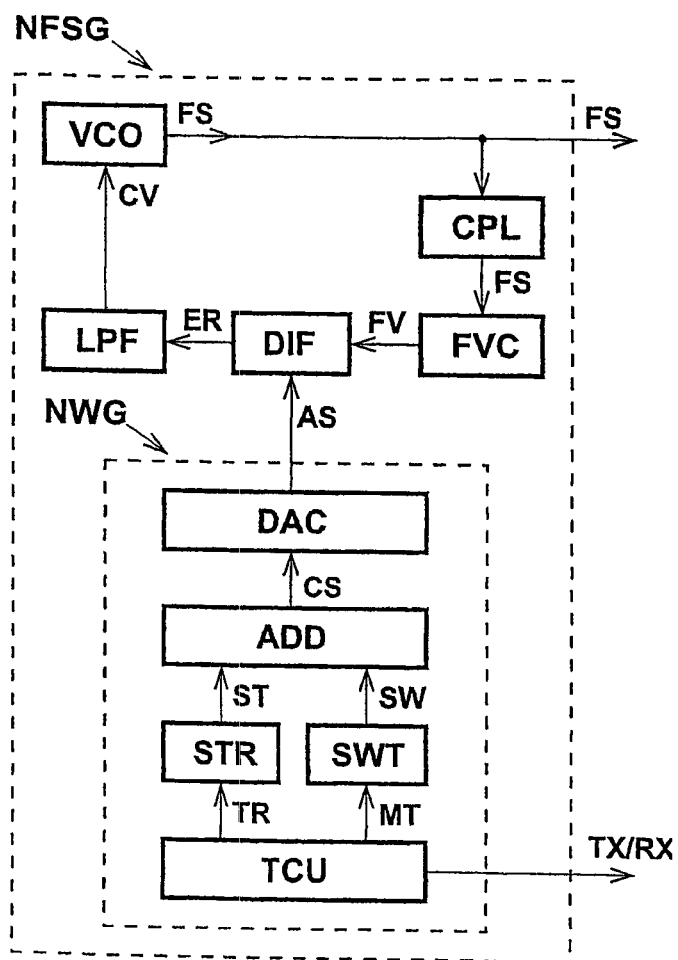 NFSG
VCO
FS
FS
CV
CPL
FS
LPF
ER
DIF
FV
FVC
NWG
AS
DAC
CS
ADD
ST
SW
STR
SWT
TR
MT
TCU
TX/RX